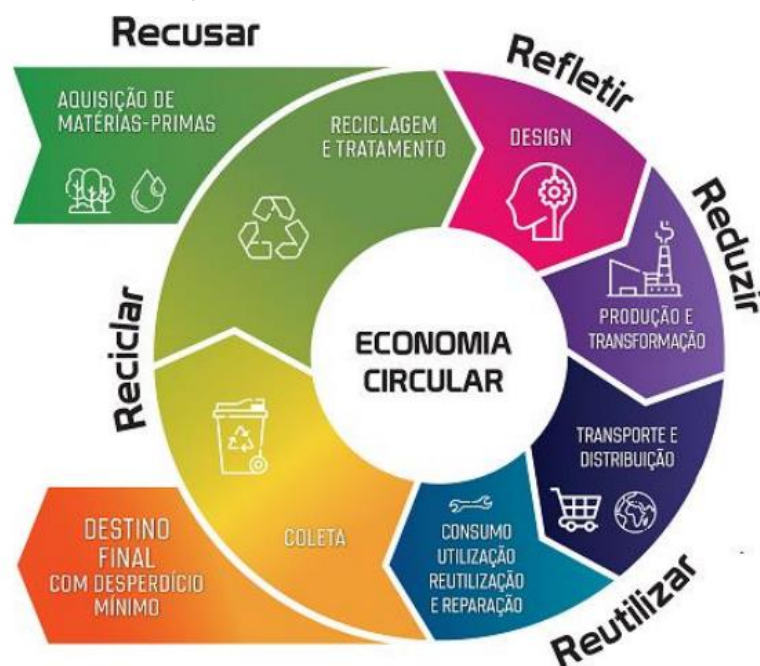 Recusar
AQUISIÇÃO DE
MATÉRIAS-PRIMAS
RECICLAGEM
E TRATAMENTO
Refletir
DESIGN
Reduzir
PRODUÇÃO E
TRANSFORMAÇÃO
ECONOMIA
CIRCULAR
TRANSPORTE E
DISTRIBUIÇÃO
Reutilizar
CONSUMO
UTILIZAÇÃO
REUTILIZAÇÃO
E REPARAÇÃO
COLETA
Reciclar
DESTINO
FINAL
COM DESPERDÍCIO
MÍNIMO